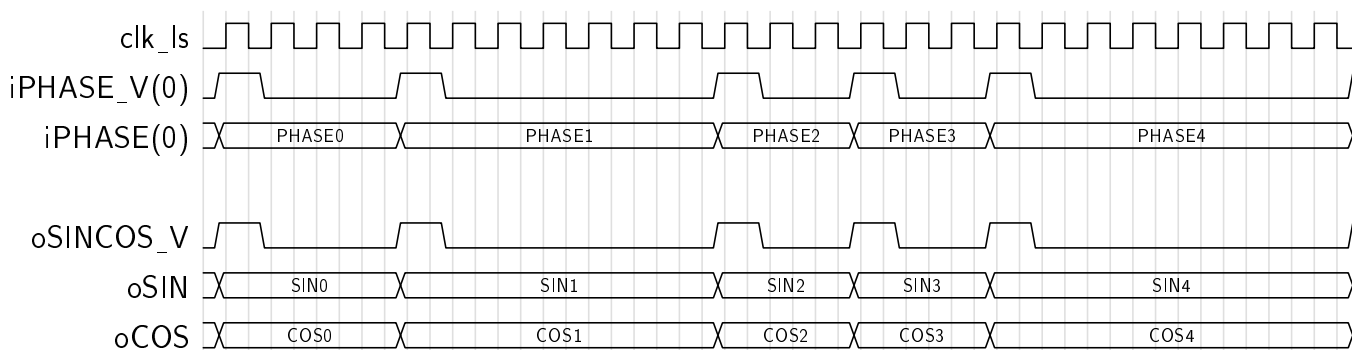 clk_ls
iPHASE_V(0)
iPHASE(0) PHASE0 PHASE1 PHASE2 PHASE3 PHASE4
oSINCOS_V
oSIN SIN0 SIN1 SIN2 SIN3 SIN4
oCOS COS0 COS1 COS2 COS3 COS4